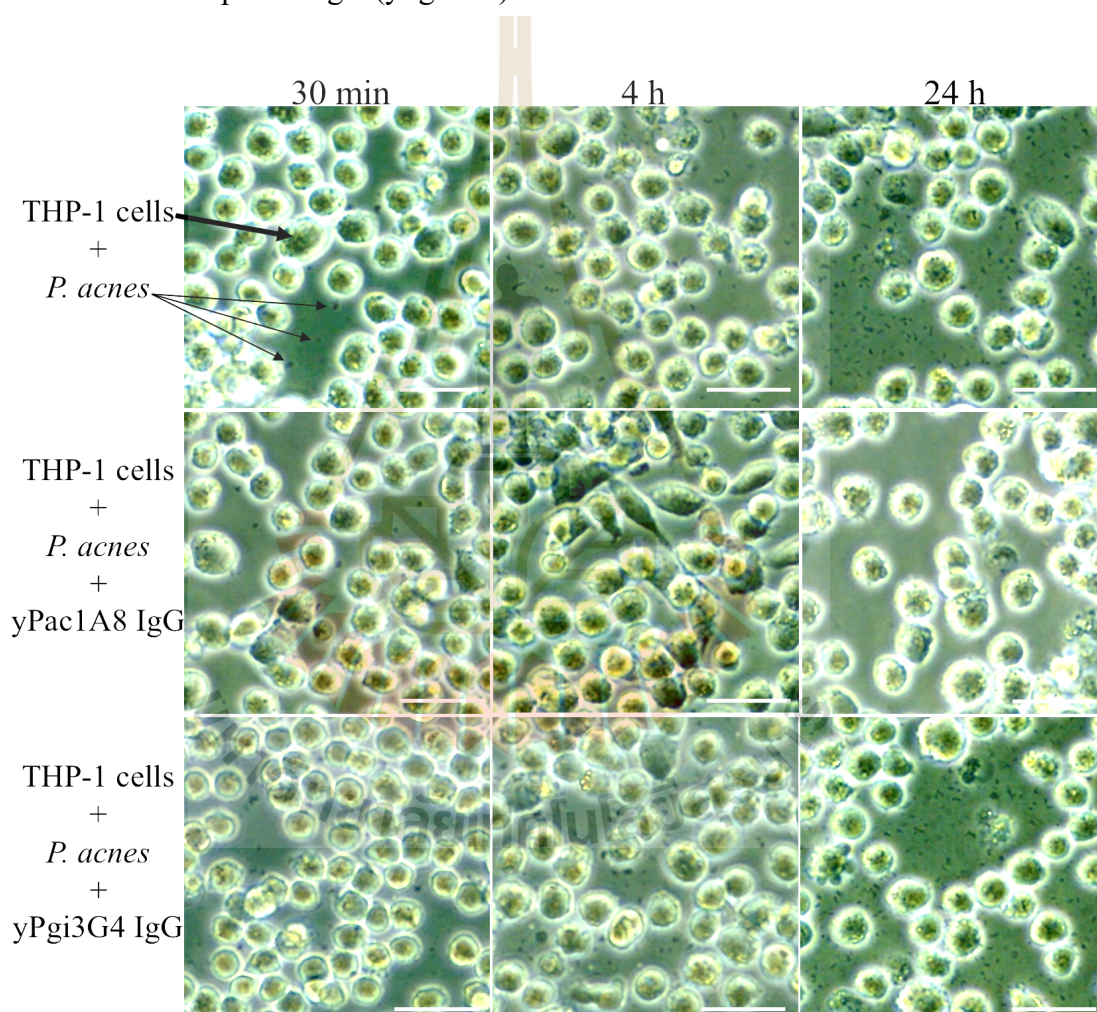 30 min 4 h 24 h
THP-1 cells
+
P. acnes
THP-1 cells
+
P. acnes
+
yPac1A8 IgG
THP-1 cells
+
P. acnes
+
yPgi3G4 IgG